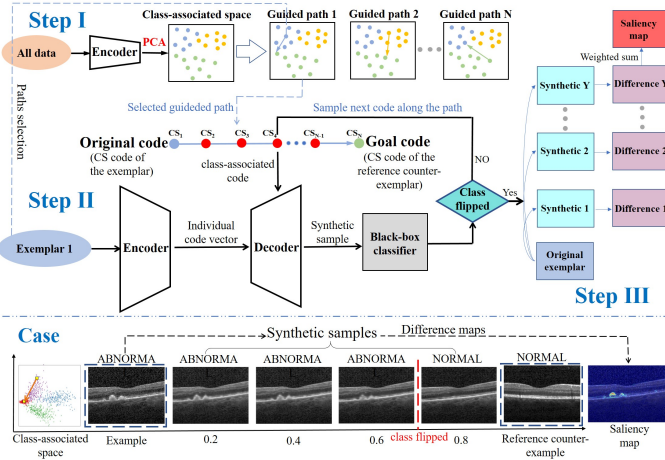 Step I
All data
Encoder
PCA
Class-associated space
Guided path 1
Guided path 2
Guided path N
Saliency
map
Weighted sum
Paths selection
Selected guideded path
Sample next code along the path
Original code
(CS code of
the exemplar)
CS1
CS2
CS3
CS4
CSN-1
CSN
class-associated
code
Goal code
(CS code of the
reference counter-
exemplar)
NO
Synthetic Y
Difference Y
Synthetic 2
Difference 2
Synthetic 1
Difference 1
Original
exemplar
Step II
Exemplar 1
Encoder
Individual
code vector
Decoder
Synthetic
sample
Black-box
classifier
Class
flipped
Yes
Step III
Case
Synthetic samples
Difference maps
ABNORMA
ABNORMA
ABNORMA
ABNORMA
NORMAL
NORMAL
Class-associated
space
Example
0.2
0.4
0.6
class flipped
0.8
Reference counter-
example
Saliency
map